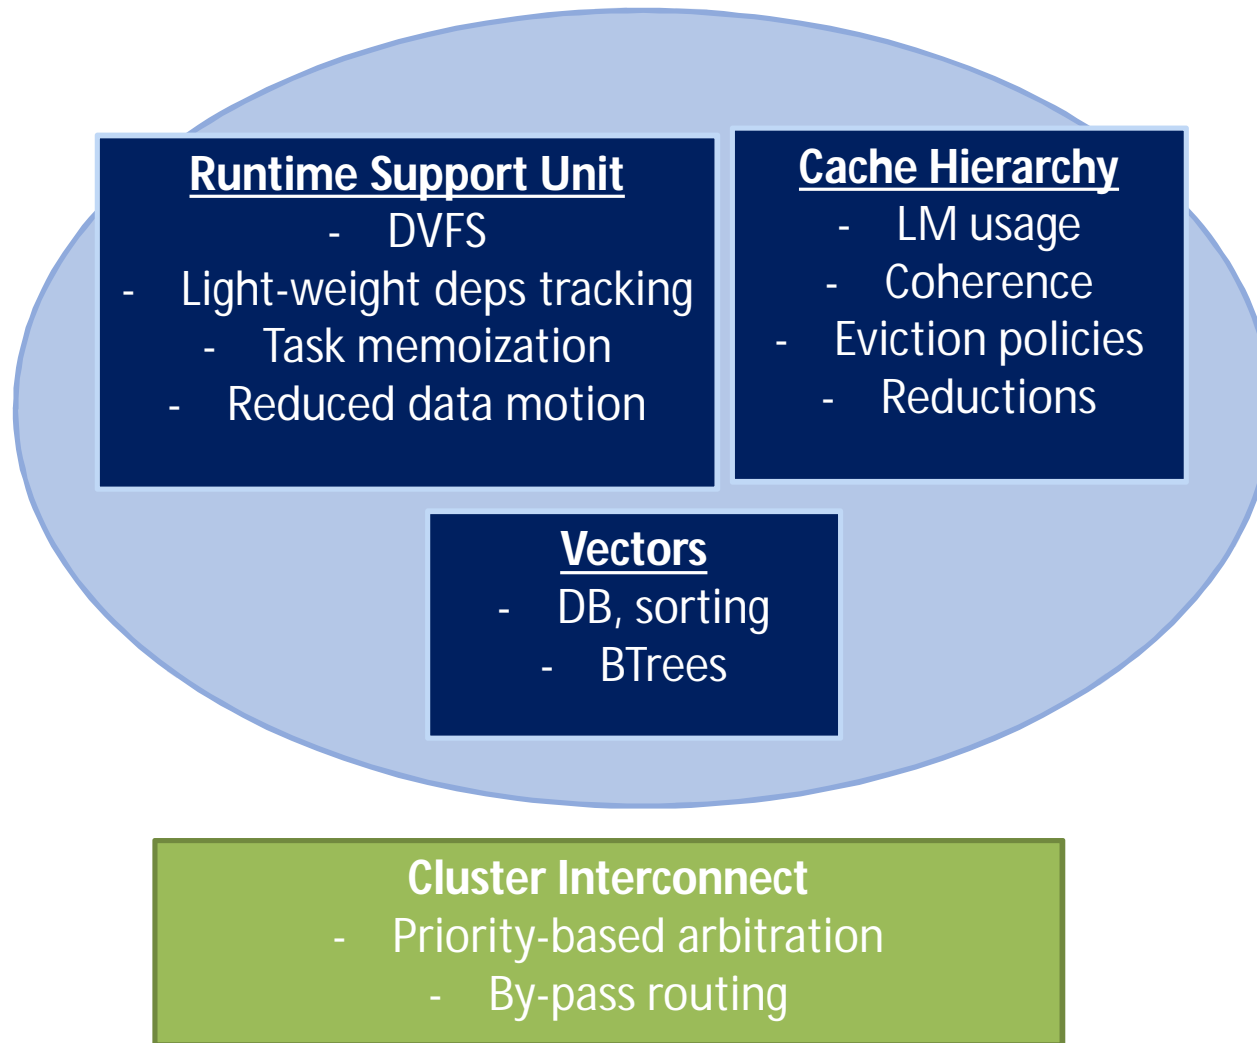 Runtime Support Unit
- DVFS
- Light-weight deps tracking
- Task memoization
- Reduced data motion
Cache Hierarchy
- LM usage
- Coherence
- Eviction policies
- Reductions
Vectors
- DB, sorting
- BTrees
Cluster Interconnect
- Priority-based arbitration
- By-pass routing